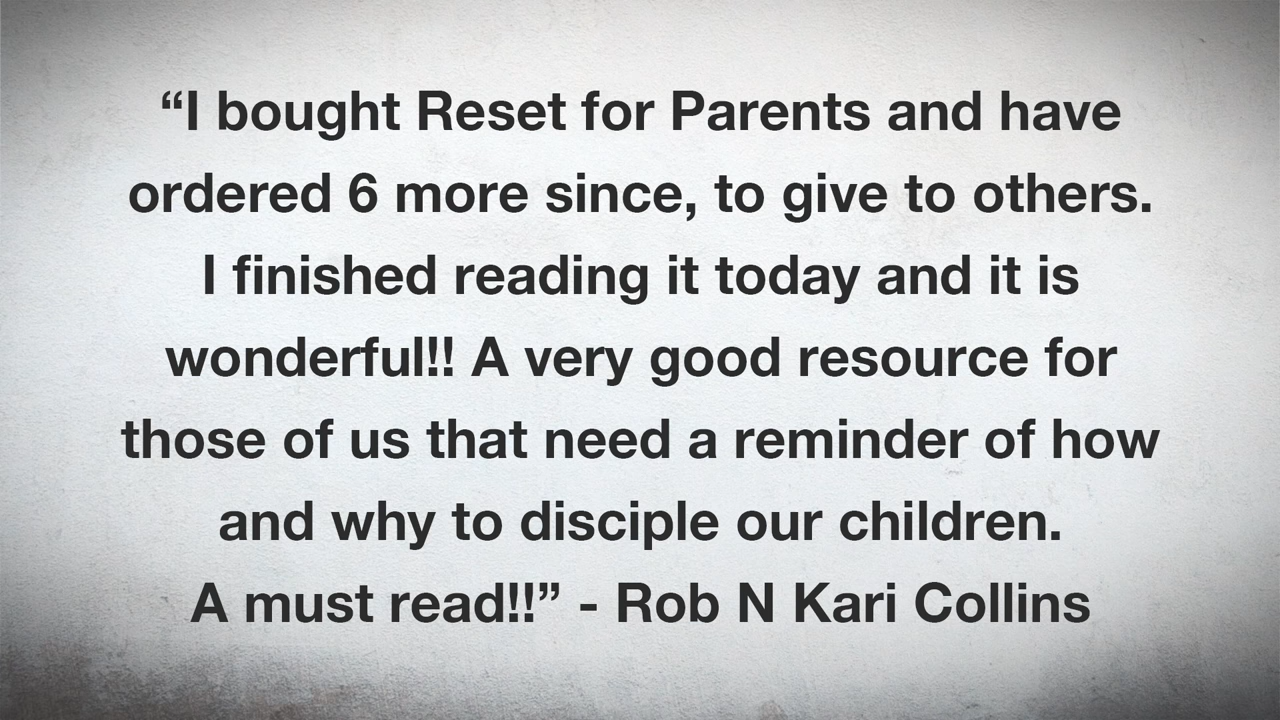 “I bought Reset for Parents and have
ordered 6 more since, to give to others.
I finished reading it today and it is
wonderful!! A very good resource for
those of us that need a reminder of how
and why to disciple our children.
A must read!!” - Rob N Kari Collins